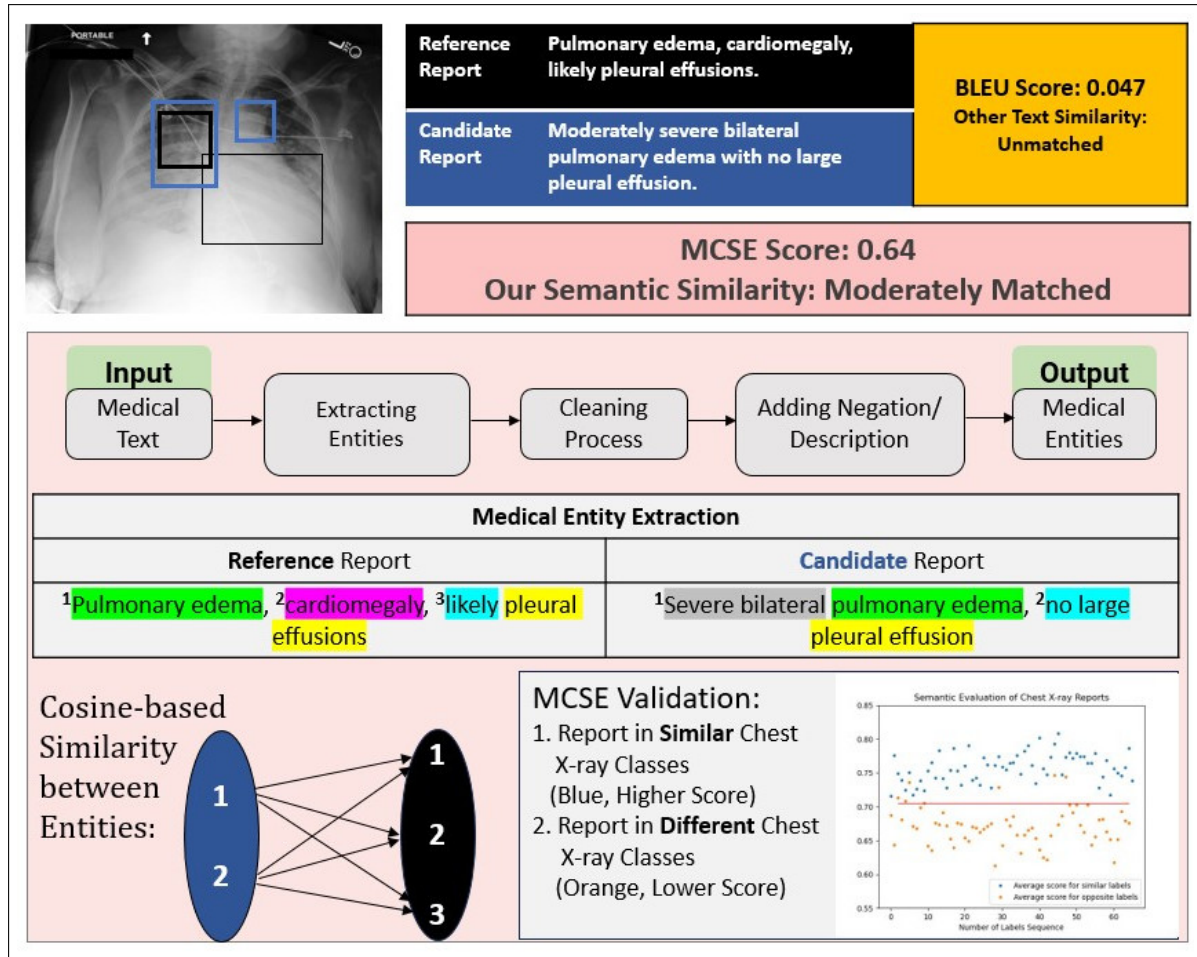 PORTABLE
Reference Report
Pulmonary edema, cardiomegaly,
likely pleural effusions.
Candidate Report
Moderately severe bilateral
pulmonary edema with no large
pleural effusion.
BLEU Score: 0.047
Other Text Similarity:
Unmatched
MCSE Score: 0.64
Our Semantic Similarity: Moderately Matched
Input
Medical
Text
Extracting
Entities
Cleaning
Process
Adding Negation/
Description
Output
Medical
Entities
Medical Entity Extraction
Reference Report
Candidate Report
1Pulmonary edema, 2cardiomegaly, 3likely pleural
effusions
1Severe bilateral pulmonary edema, 2no large
pleural effusion
Cosine-based
Similarity
between
Entities:
1
2
1
2
3
MCSE Validation:
1. Report in Similar Chest
X-ray Classes
(Blue, Higher Score)
2. Report in Different Chest
X-ray Classes
(Orange, Lower Score)
Semantic Evaluation of Chest X-ray Reports
0.85
0.80
0.75
0.70
0.65
0.60
0.55
Average score for similar labels
Average score for opposite labels
0 10 20 30 40 50 60
Number of Labels Sequence